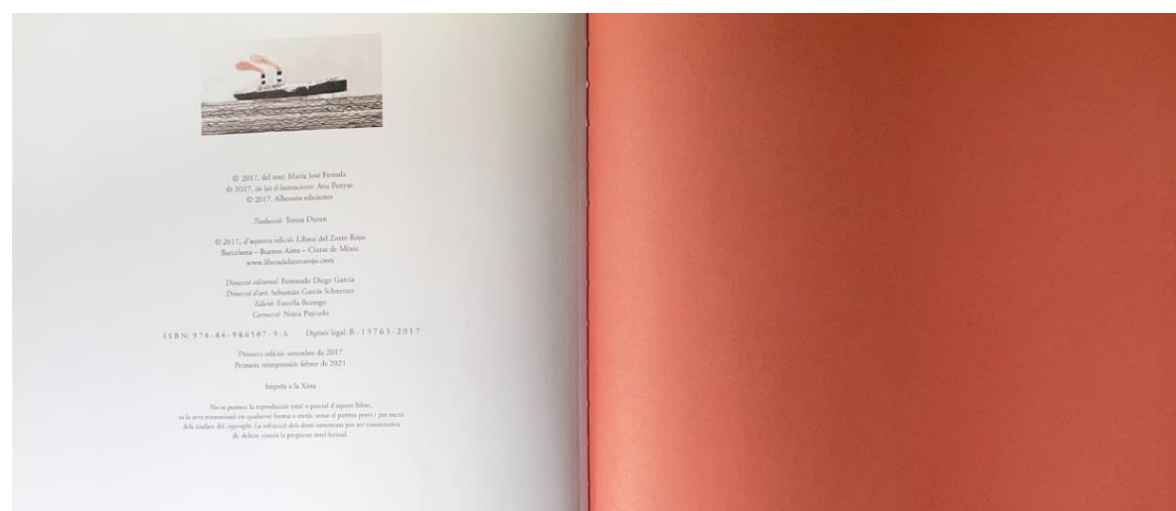 © 2017, del text: María José Ferrada
© 2017, de les il·lustracions: Ana Penyas
© 2017, Alboroto ediciones
Traducció: Teresa Duran
© 2017, d'aquesta edició: Libros del Zorro Rojo
Barcelona – Buenos Aires – Ciutat de Mèxic
www.librosdelzorrorojo.com
Direcció editorial: Fernando Diego García
Direcció d'art: Sebastián García Schnetzer
Edició: Estrella Borrego
Correcció: Núria Puyuelo
ISBN: 978-84-946507-9-6 Dipòsit legal: B-15763-2017
Primera edició: setembre de 2017
Primera reimpressió: febrer de 2021
Imprès a la Xina
No es permet la reproducció total o parcial d'aquest llibre,
ni la seva transmissió en qualsevol forma o mitjà, sense el permís previ i per escrit
dels titulars del copyright. La infracció dels drets esmentats pot ser constitutiva
de delicte contra la propietat intel·lectual.